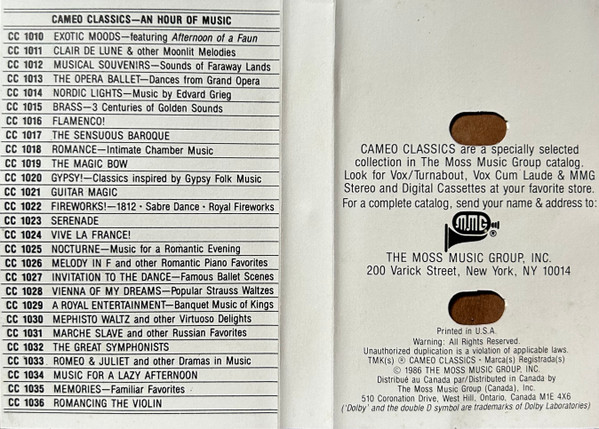 CAMEO CLASSICS—AN HOUR OF MUSIC
CC 1010 EXOTIC MOODS—featuring Afternoon of a Faun
CC 1011 CLAIR DE LUNE & other Moonlit Melodies
CC 1012 MUSICAL SOUVENIRS—Sounds of Faraway Lands
CC 1013 THE OPERA BALLET—Dances from Grand Opera
CC 1014 NORDIC LIGHTS—Music by Edvard Grieg
CC 1015 BRASS—3 Centuries of Golden Sounds
CC 1016 FLAMENCO!
CC 1017 THE SENSUOUS BAROQUE
CC 1018 ROMANCE—Intimate Chamber Music
CC 1019 THE MAGIC BOW
CC 1020 GYPSY!—Classics inspired by Gypsy Folk Music
CC 1021 GUITAR MAGIC
CC 1022 FIREWORKS!—1812 · Sabre Dance · Royal Fireworks
CC 1023 SERENADE
CC 1024 VIVE LA FRANCE!
CC 1025 NOCTURNE—Music for a Romantic Evening
CC 1026 MELODY IN F and other Romantic Piano Favorites
CC 1027 INVITATION TO THE DANCE—Famous Ballet Scenes
CC 1028 VIENNA OF MY DREAMS—Popular Strauss Waltzes
CC 1029 A ROYAL ENTERTAINMENT—Banquet Music of Kings
CC 1030 MEPHISTO WALTZ and other Virtuoso Delights
CC 1031 MARCHE SLAVE and other Russian Favorites
CC 1032 THE GREAT SYMPHONISTS
CC 1033 ROMEO & JULIET and other Dramas in Music
CC 1034 MUSIC FOR A LAZY AFTERNOON
CC 1035 MEMORIES—Familiar Favorites
CC 1036 ROMANCING THE VIOLIN
CAMEO CLASSICS are a specially selected
collection in The Moss Music Group catalog.
Look for Vox/Turnabout, Vox Cum Laude & MMG
Stereo and Digital Cassettes at your favorite store.
For a complete catalog, send your name & address to:
MMG ®
THE MOSS MUSIC GROUP, INC.
200 Varick Street, New York, NY 10014
Printed in U.S.A.
Warning: All Rights Reserved.
Unauthorized duplication is a violation of applicable laws.
TMK(s) ® CAMEO CLASSICS · Marca(s) Registrada(s)
© 1986 THE MOSS MUSIC GROUP, INC.
Distribué au Canada par/Distributed in Canada by
The Moss Music Group (Canada), Inc.
510 Coronation Drive, West Hill, Ontario, Canada M1E 4X6
('Dolby' and the double D symbol are trademarks of Dolby Laboratories)